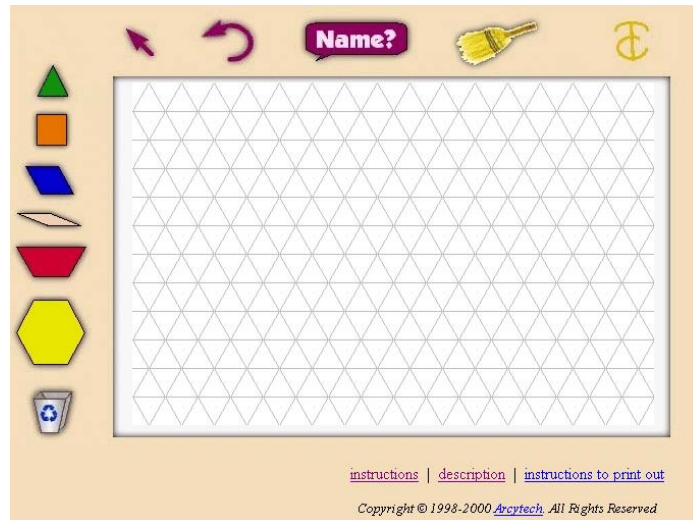 Name?
instructions | description | instructions to print out
Copyright © 1998-2000 Arcytech. All Rights Reserved